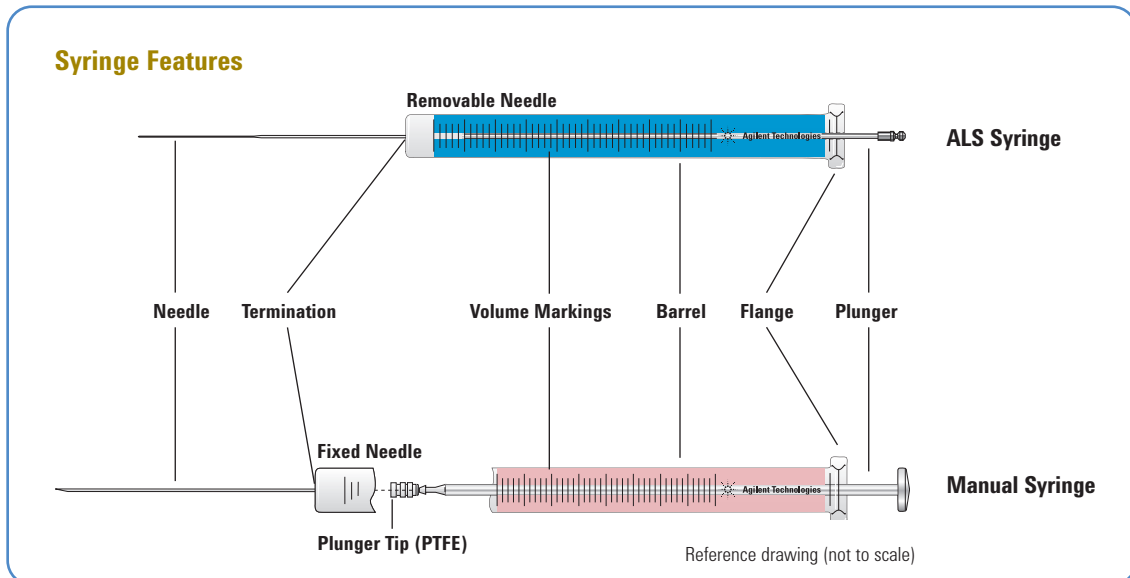 Syringe Features
Removable Needle
Agilent Technologies
ALS Syringe
Needle Termination Volume Markings Barrel Flange Plunger
Fixed Needle
Agilent Technologies
Manual Syringe
Plunger Tip (PTFE)
Reference drawing (not to scale)